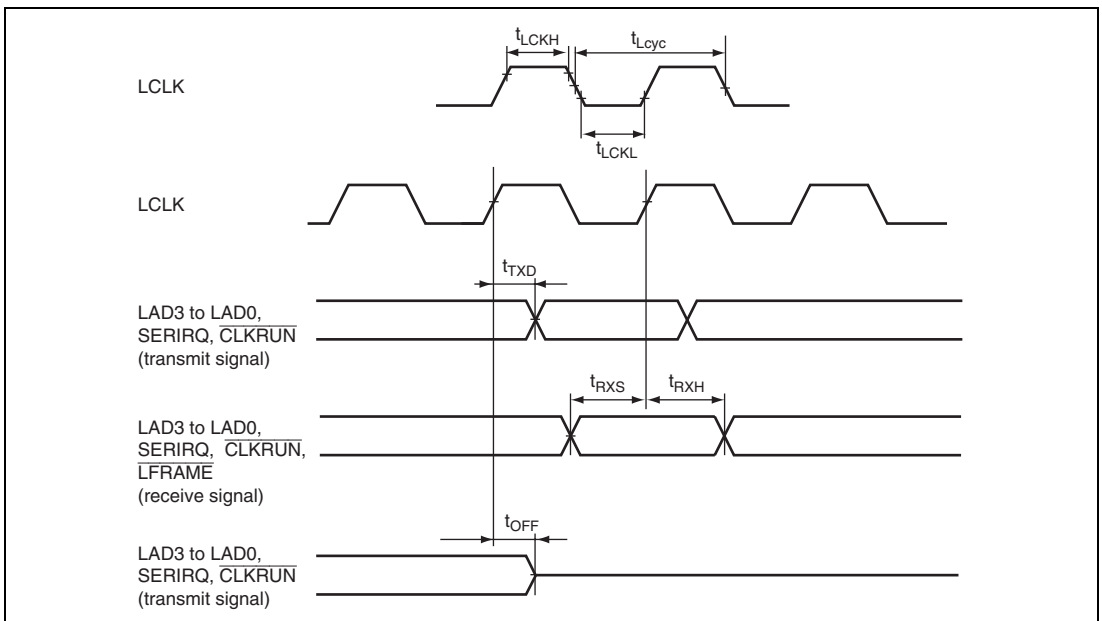 tLCKH
tLcyc
LCLK
tLCKL
LCLK
tTXD
LAD3 to LAD0,
SERIRQ, CLKRUN
(transmit signal)
tRXS
tRXH
LAD3 to LAD0,
SERIRQ, CLKRUN,
LFRAME
(receive signal)
tOFF
LAD3 to LAD0,
SERIRQ, CLKRUN
(transmit signal)